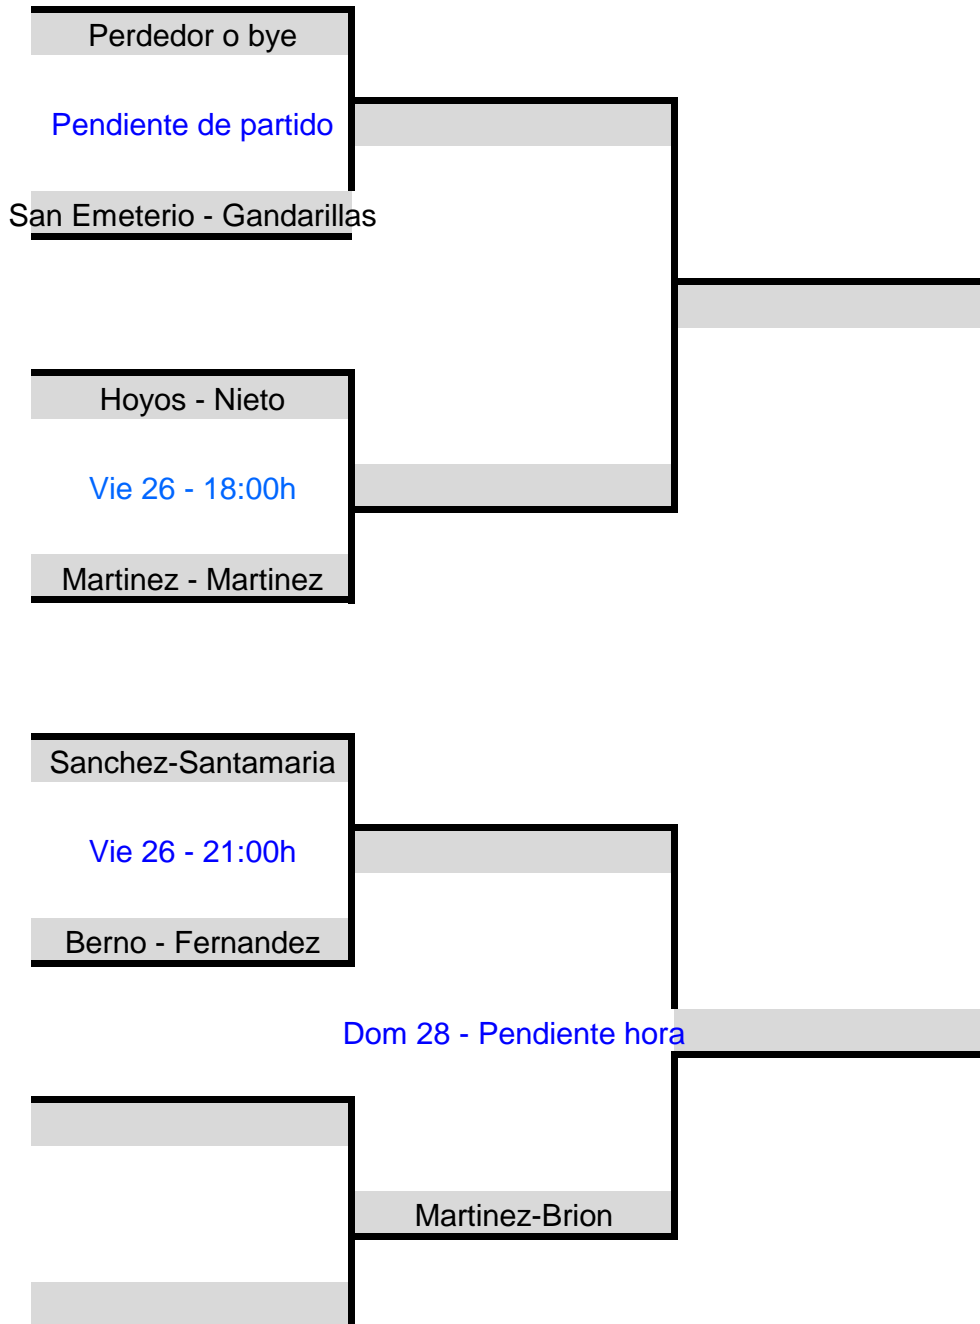 Perdedor o bye
Pendiente de partido
San Emeterio - Gandarillas
Hoyos - Nieto
Vie 26 - 18:00h
Martinez - Martinez
Sanchez-Santamaria
Vie 26 - 21:00h
Berno - Fernandez
Dom 28 - Pendiente hora
Martinez-Brion